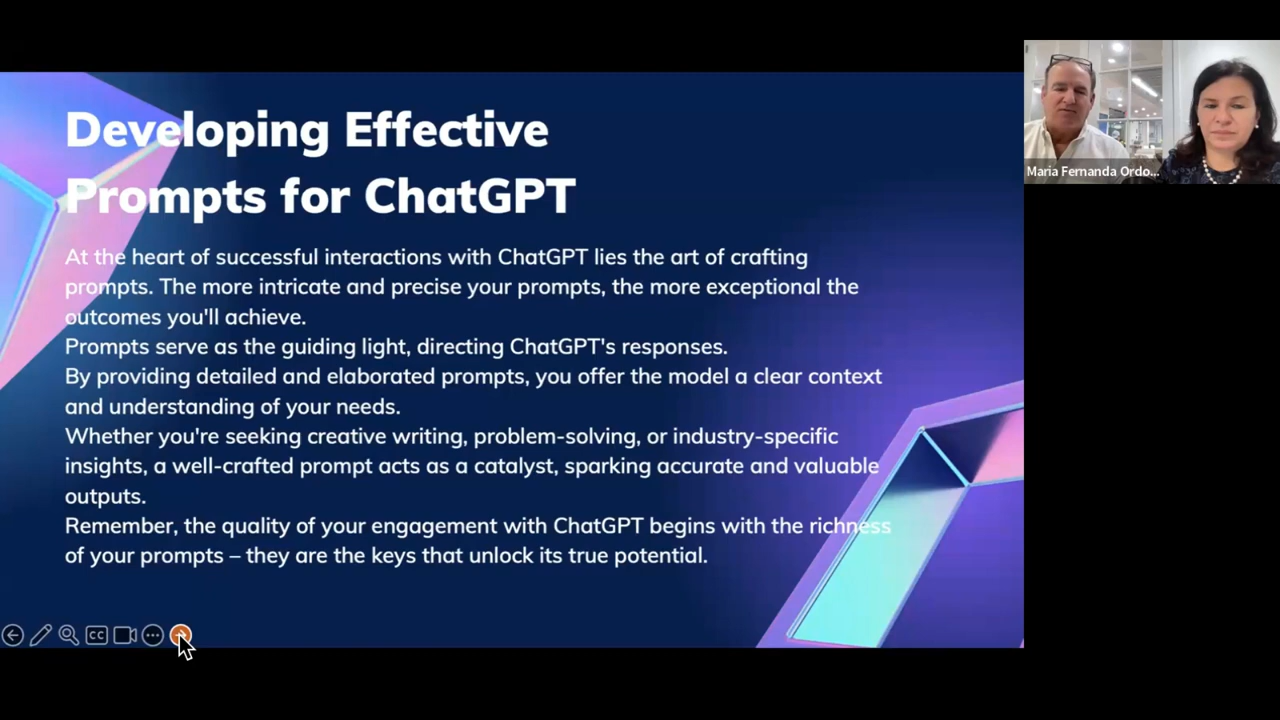 Developing Effective
Prompts for ChatGPT
At the heart of successful interactions with ChatGPT lies the art of crafting
prompts. The more intricate and precise your prompts, the more exceptional the
outcomes you'll achieve.
Prompts serve as the guiding light, directing ChatGPT's responses.
By providing detailed and elaborated prompts, you offer the model a clear context
and understanding of your needs.
Whether you're seeking creative writing, problem-solving, or industry-specific
insights, a well-crafted prompt acts as a catalyst, sparking accurate and valuable
outputs.
Remember, the quality of your engagement with ChatGPT begins with the richness
of your prompts – they are the keys that unlock its true potential.
CC
Maria Fernanda Ordo...